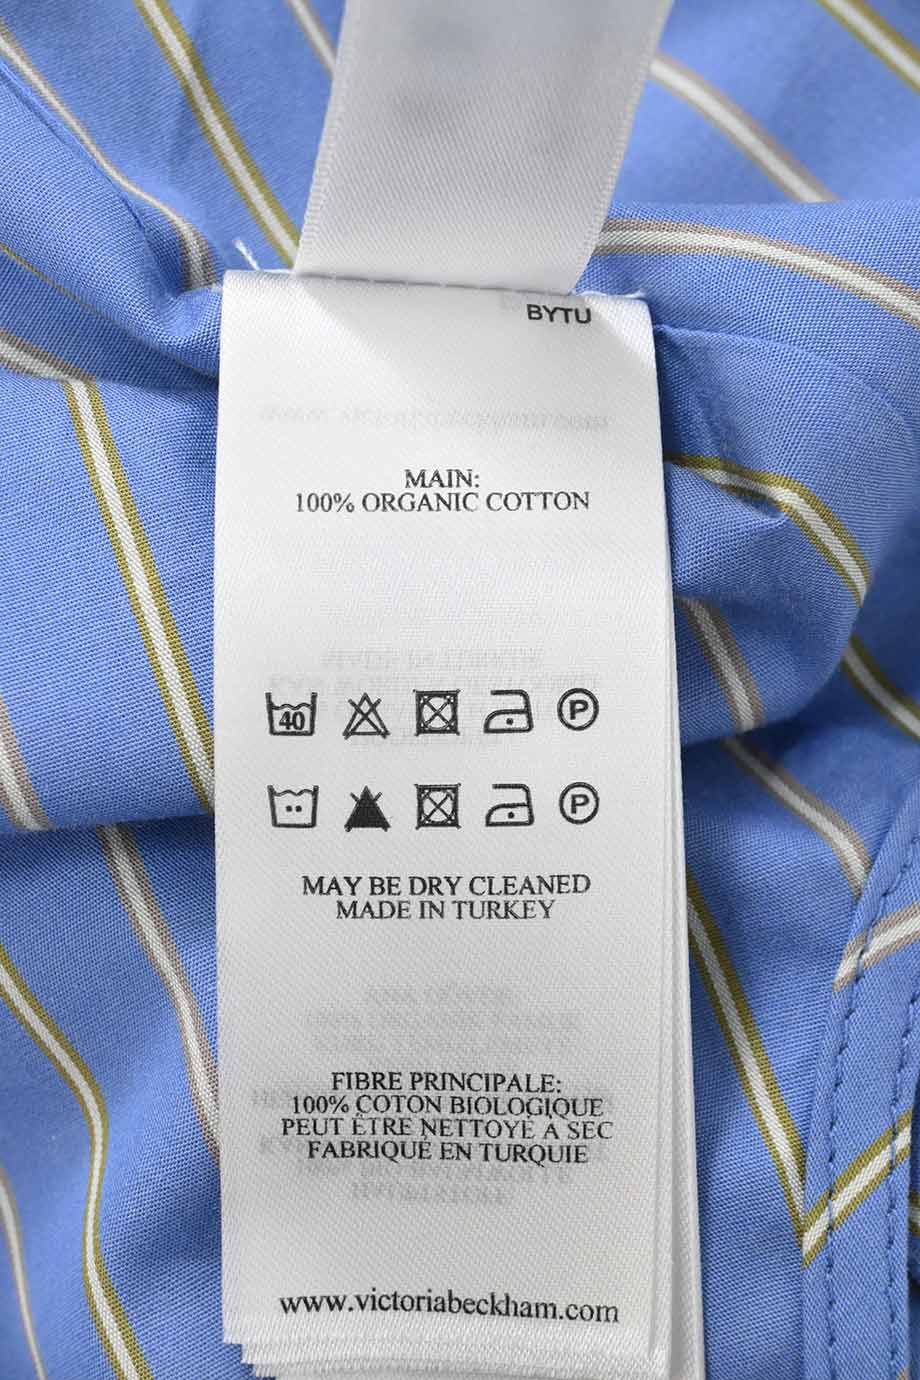 BYTU
MAIN:
100% ORGANIC COTTON
40 P
P
MAY BE DRY CLEANED
MADE IN TURKEY
FIBRE PRINCIPALE:
100% COTON BIOLOGIQUE
PEUT ÊTRE NETTOYÉ A SEC
FABRIQUÉ EN TURQUIE
www.victoriabeckham.com